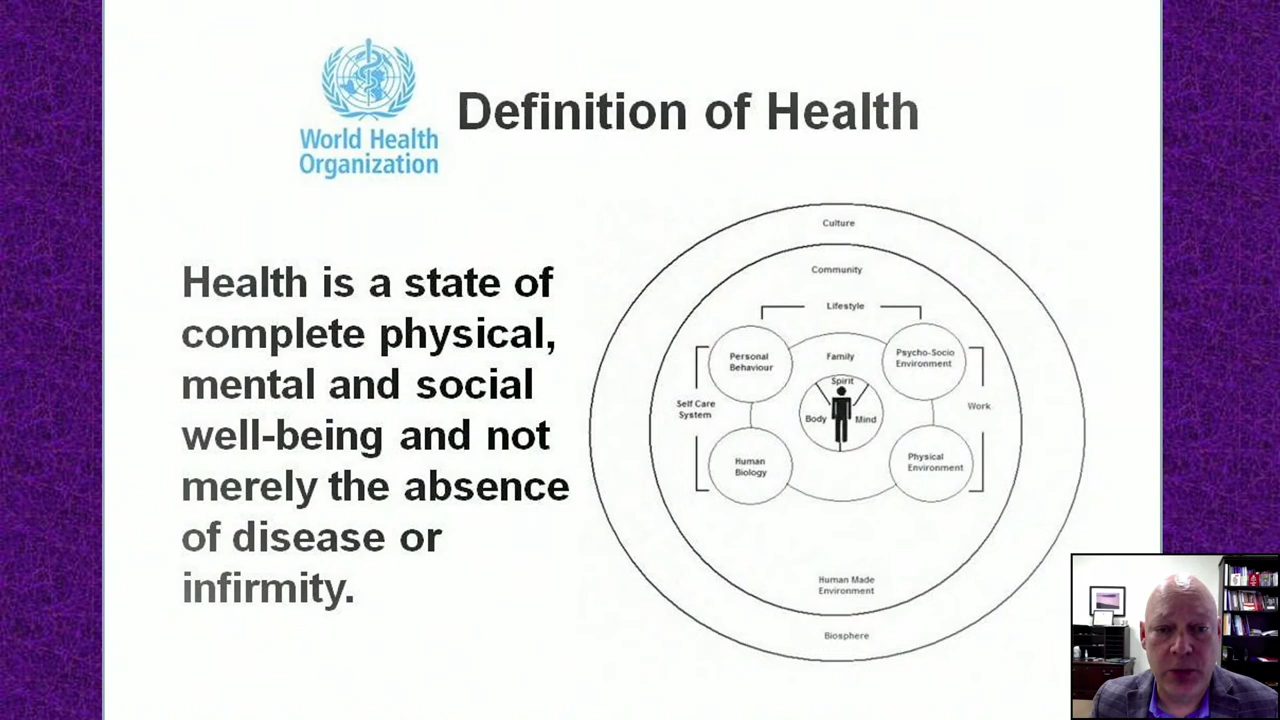 World Health
Organization
Definition of Health
Health is a state of
complete physical,
mental and social
well-being and not
merely the absence
of disease or
infirmity.
Culture
Community
Lifestyle
Personal
Behaviour
Family
Psycho-Socio
Environment
Spirit
Self Care
System
Body
Mind
Work
Human
Biology
Physical
Environment
Human Made
Environment
Biosphere